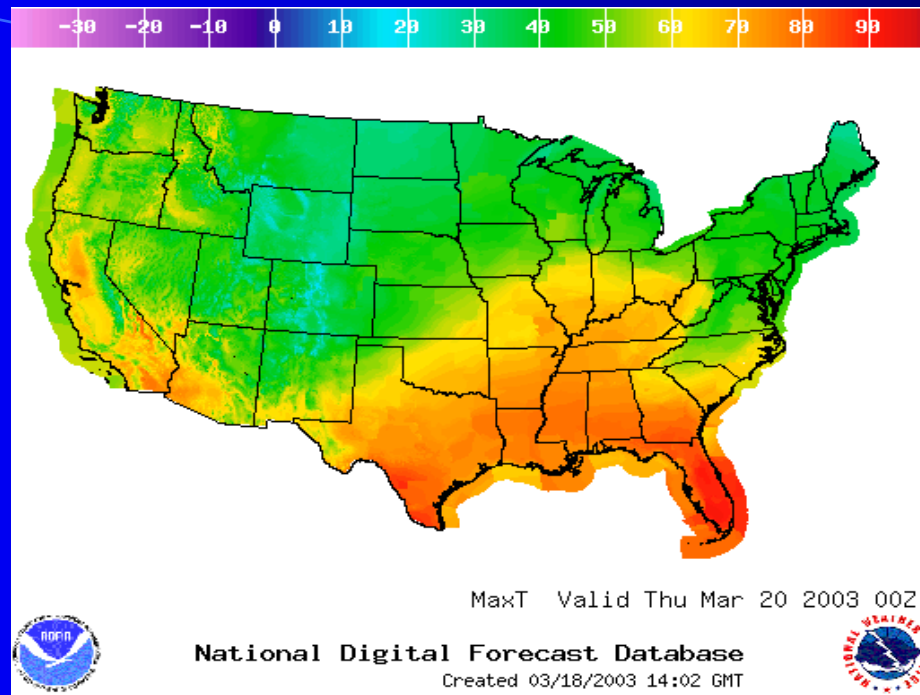 -30 -20 -10 0 10 20 30 40 50 60 70 80 90
MaxT Valid Thu Mar 20 2003 00Z
National Digital Forecast Database
Created 03/18/2003 14:02 GMT
NOAA